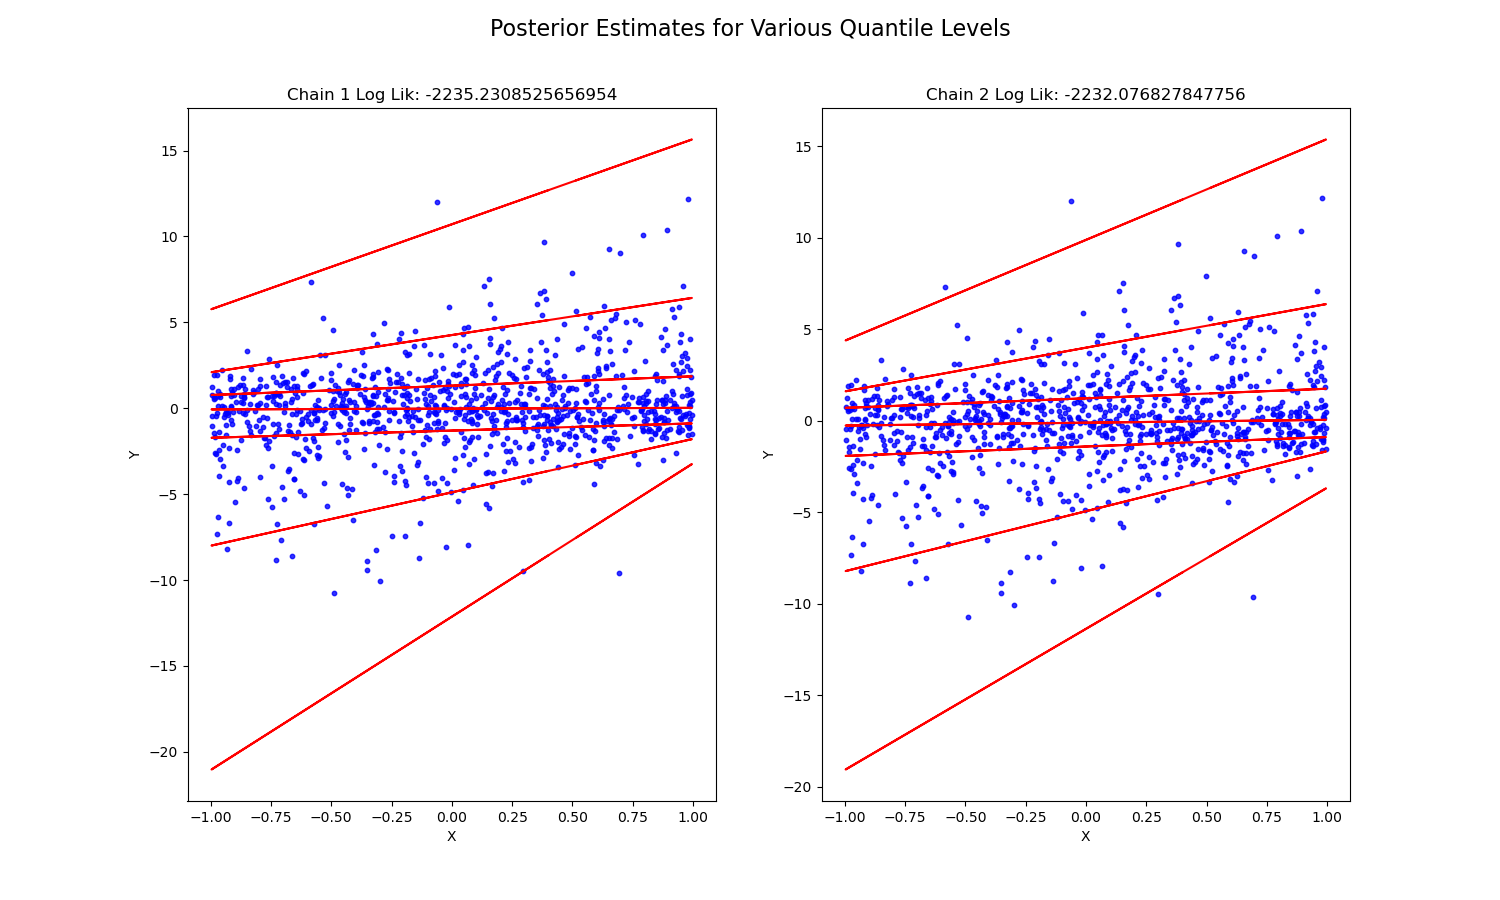 Posterior Estimates for Various Quantile Levels
Chain 1 Log Lik: -2235.2308525656954
15
10
5
0
−5
−10
−15
−20
Y
−1.00 −0.75 −0.50 −0.25 0.00 0.25 0.50 0.75 1.00
X
Chain 2 Log Lik: -2232.076827847756
15
10
5
0
−5
−10
−15
−20
Y
−1.00 −0.75 −0.50 −0.25 0.00 0.25 0.50 0.75 1.00
X